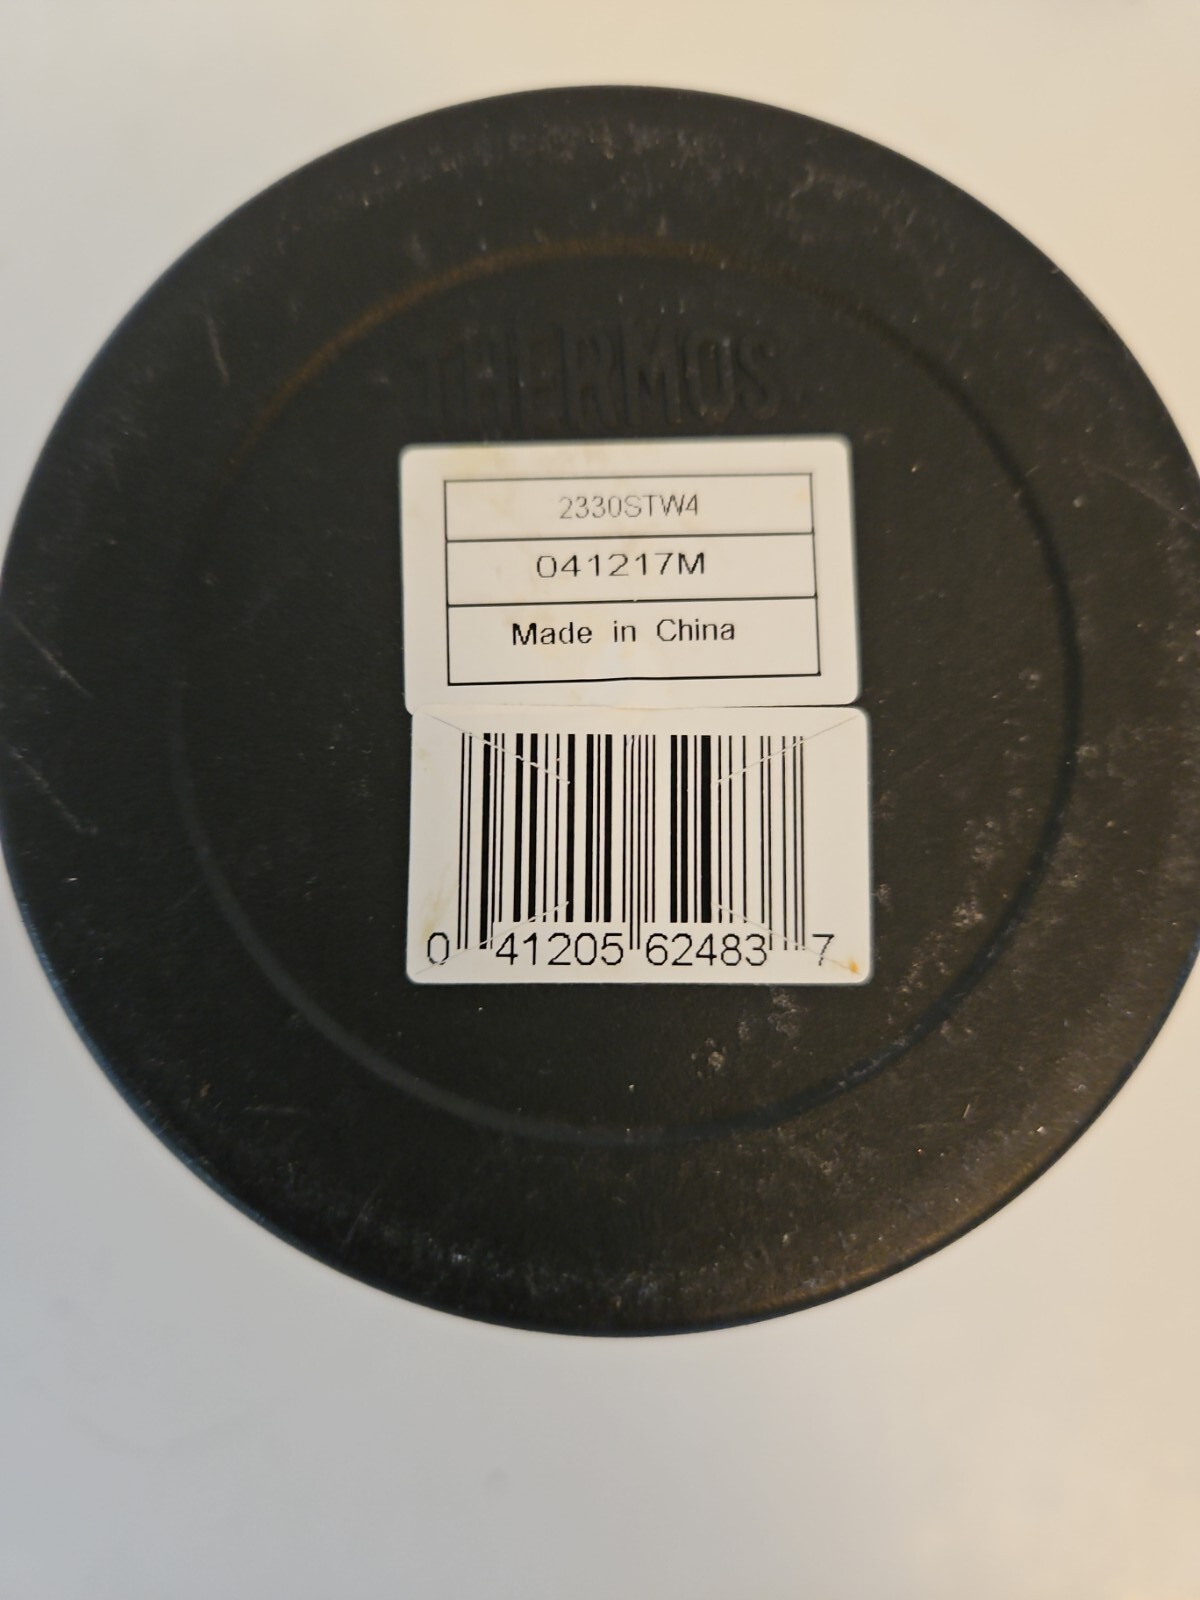 THERMOS
2330STW4
041217M
Made in China
0 41205 62483 7